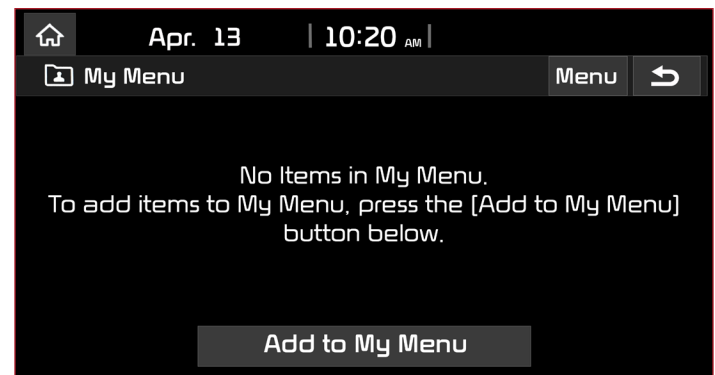 Apr. 13 | 10:20 AM |
My Menu Menu
No Items in My Menu.
To add items to My Menu, press the [Add to My Menu]
button below.
Add to My Menu